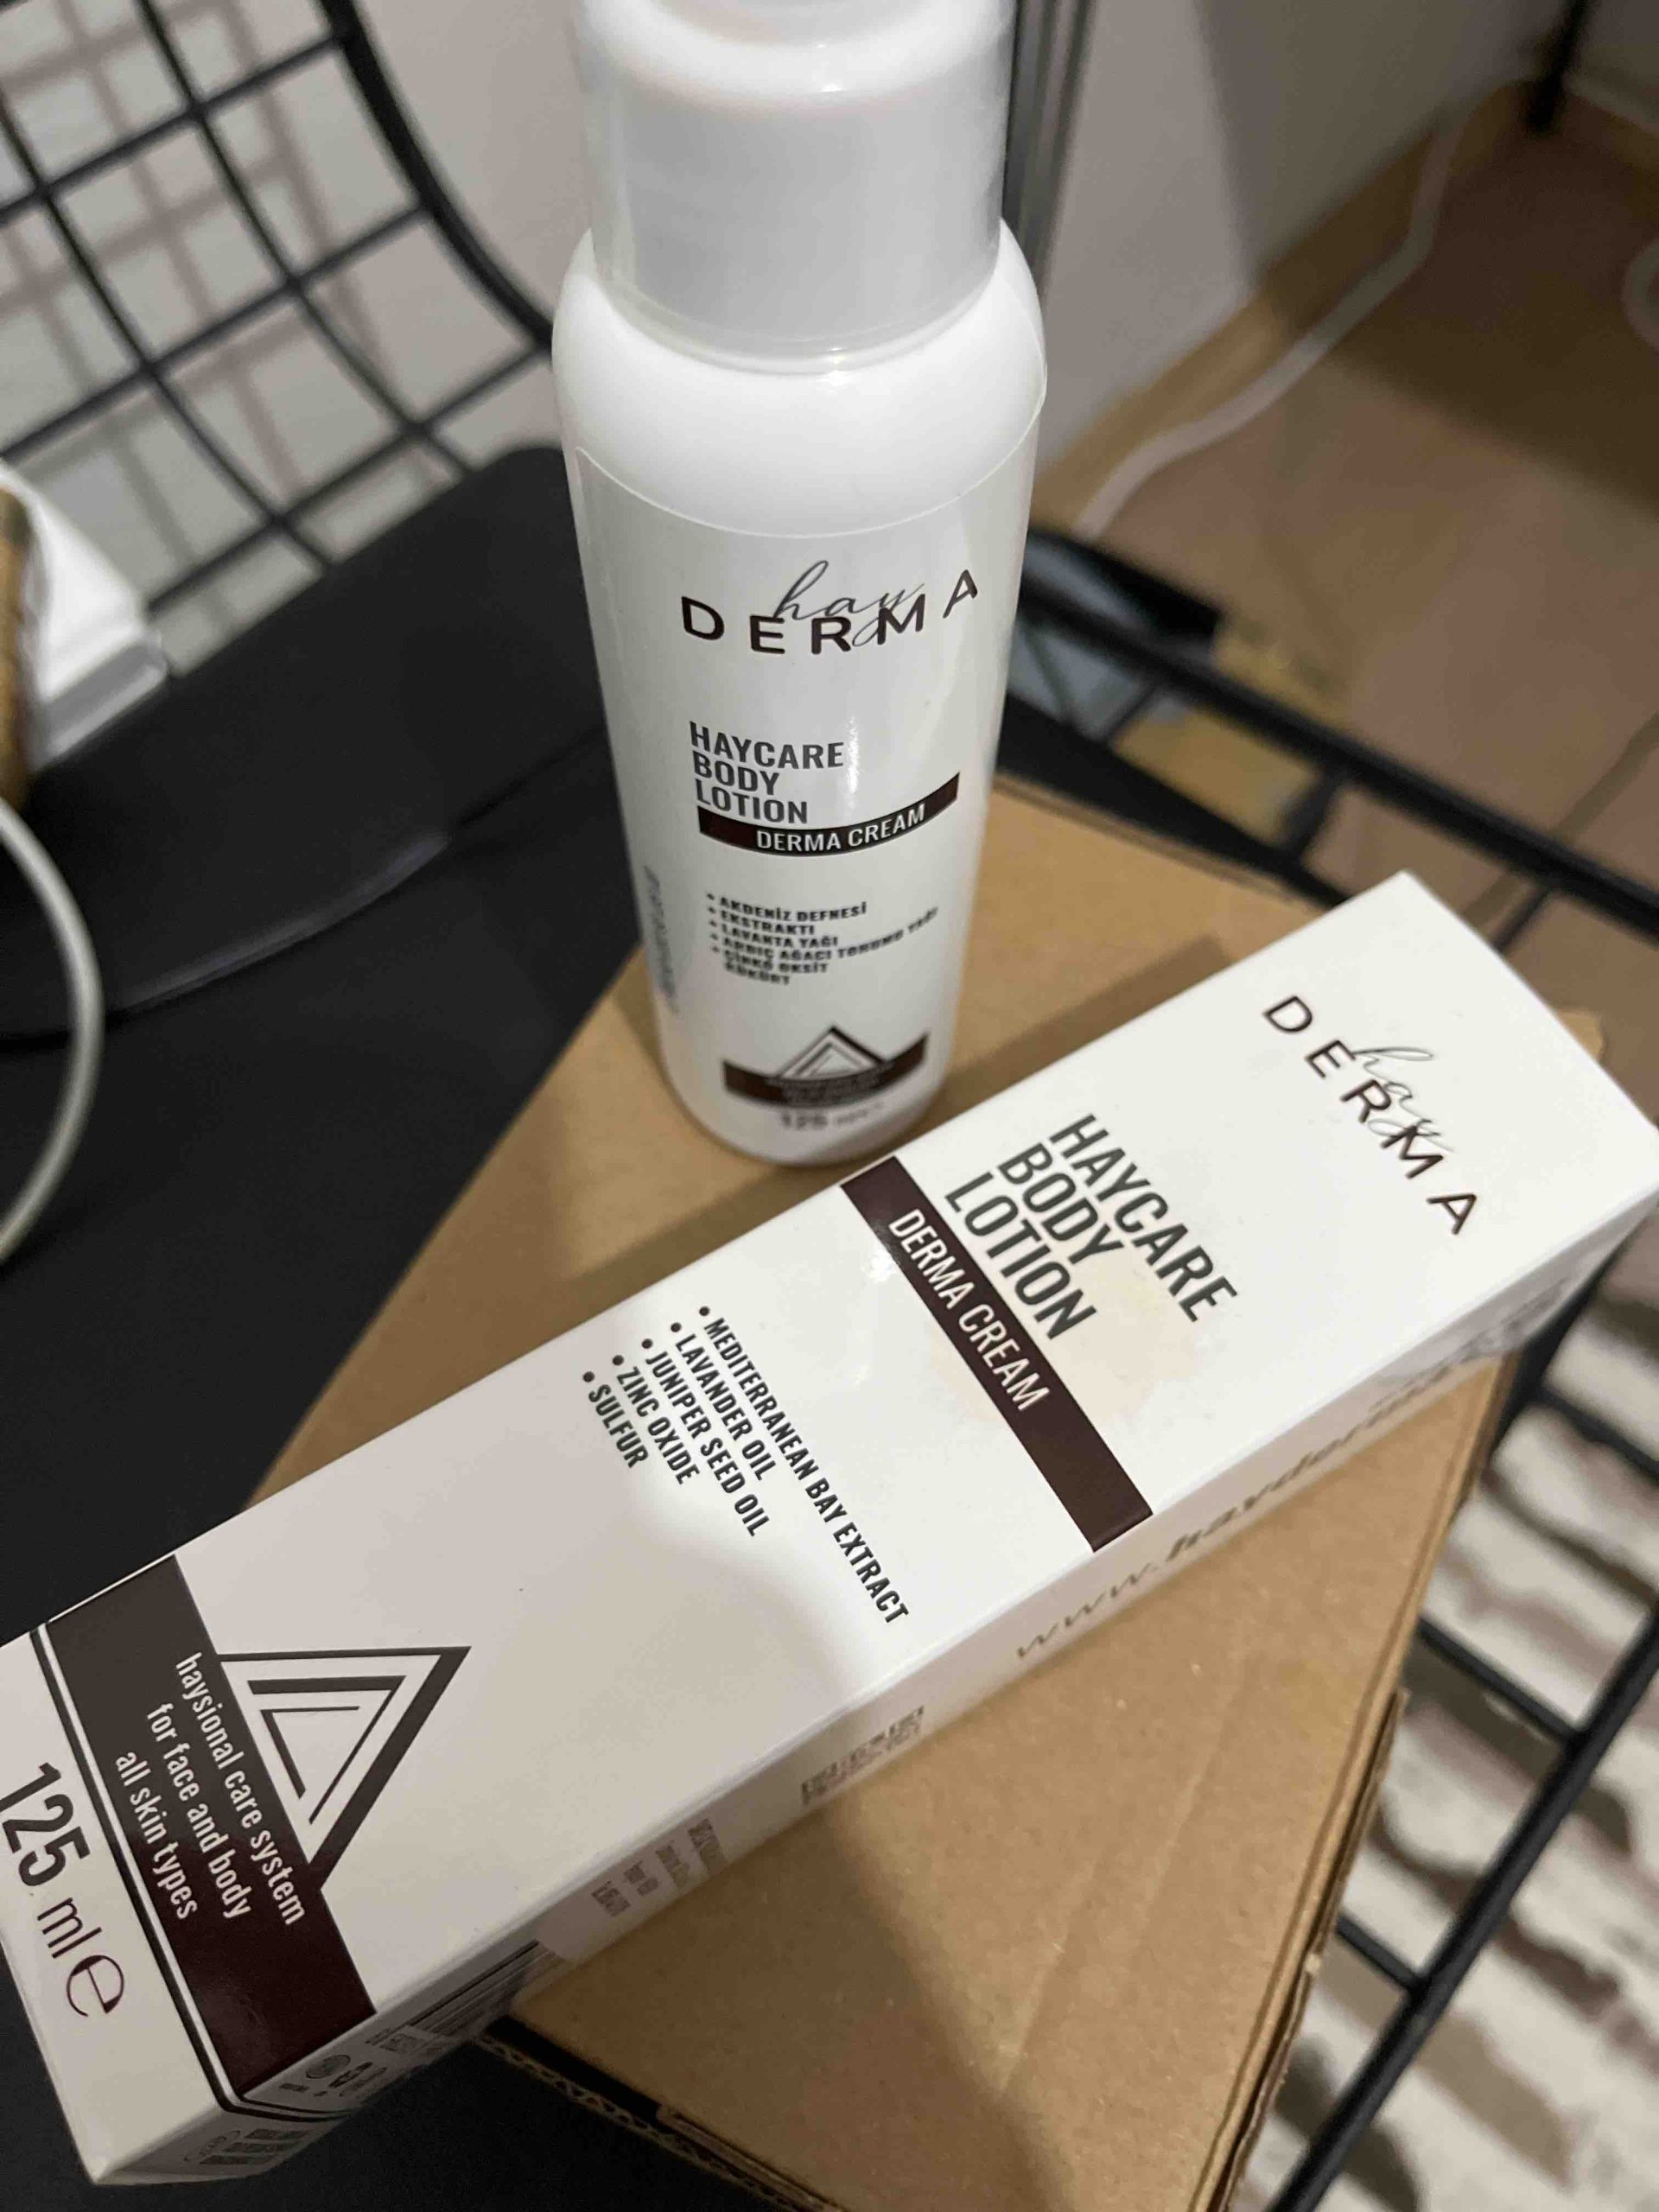 hay
DERMA
HAYCARE
BODY
LOTION
DERMA CREAM
• AKDENİZ DEFNESİ
• EKSTRAKTI
• LAVANTA YAĞI
• ARDIÇ AĞACI TOHUMU YAĞI
• ÇİNKO OKSİT
KÜKÜRT
125
hay
DERMA
HAYCARE
BODY
LOTION
DERMA CREAM
• MEDITERRANEAN BAY EXTRACT
• LAVANDER OIL
• JUNIPER SEED OIL
• ZINC OXIDE
• SULFUR
haysional care system
for face and body
all skin types
125 ml e